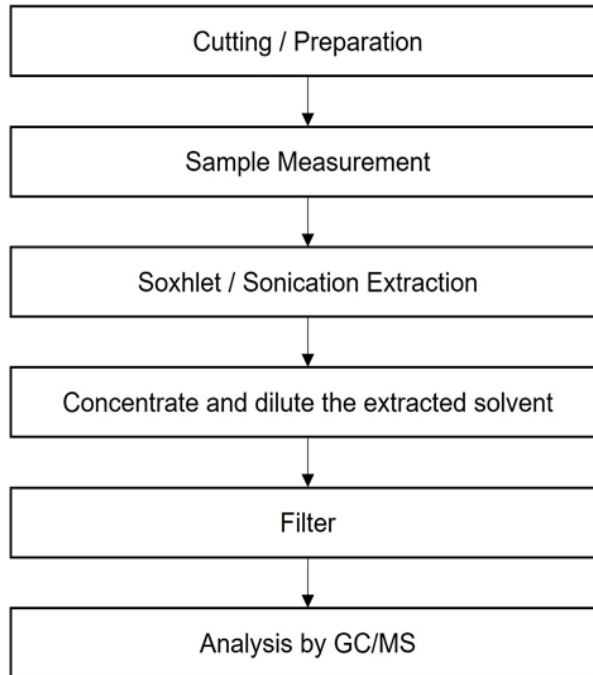 Cutting / Preparation
Sample Measurement
Soxhlet / Sonication Extraction
Concentrate and dilute the extracted solvent
Filter
Analysis by GC/MS